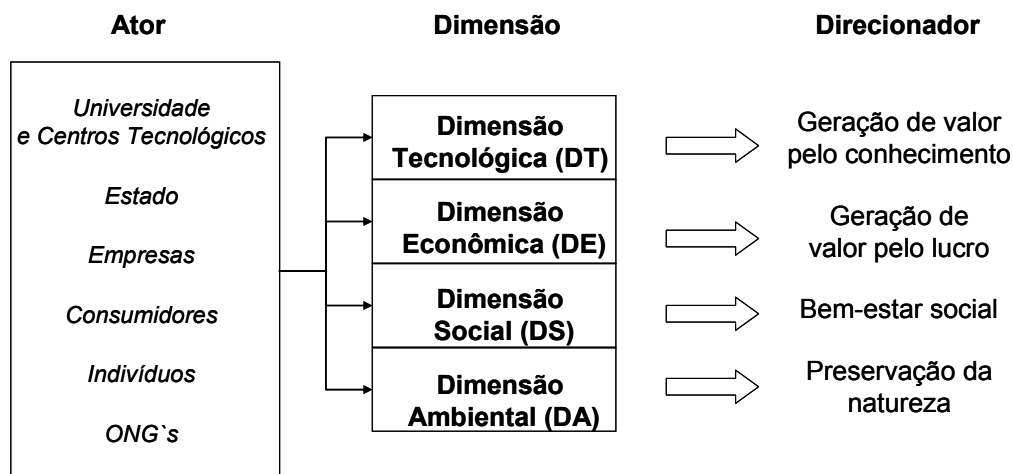 Ator
Dimensão
Direcionador
Universidade
e Centros Tecnológicos
Estado
Empresas
Consumidores
Indivíduos
ONG`s
Dimensão
Tecnológica (DT)
Dimensão
Econômica (DE)
Dimensão
Social (DS)
Dimensão
Ambiental (DA)
Geração de valor
pelo conhecimento
Geração de
valor pelo lucro
Bem-estar social
Preservação da
natureza